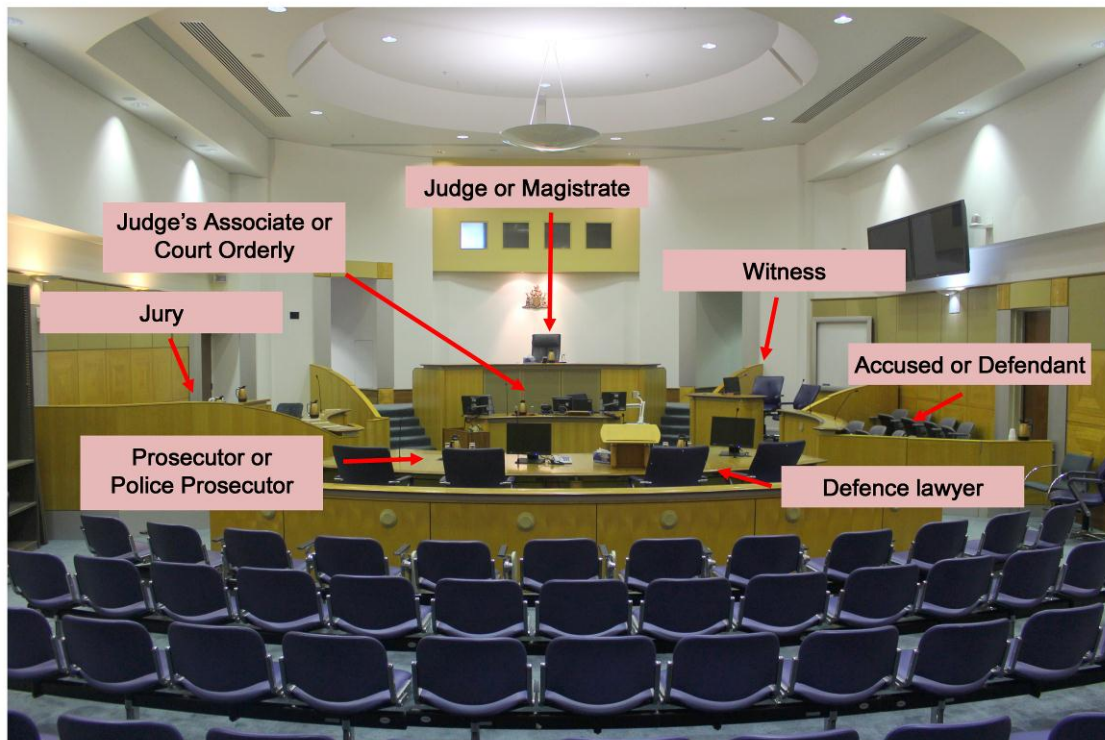 Judge or Magistrate
Judge’s Associate or
Court Orderly
Witness
Jury
Accused or Defendant
Prosecutor or
Police Prosecutor
Defence lawyer